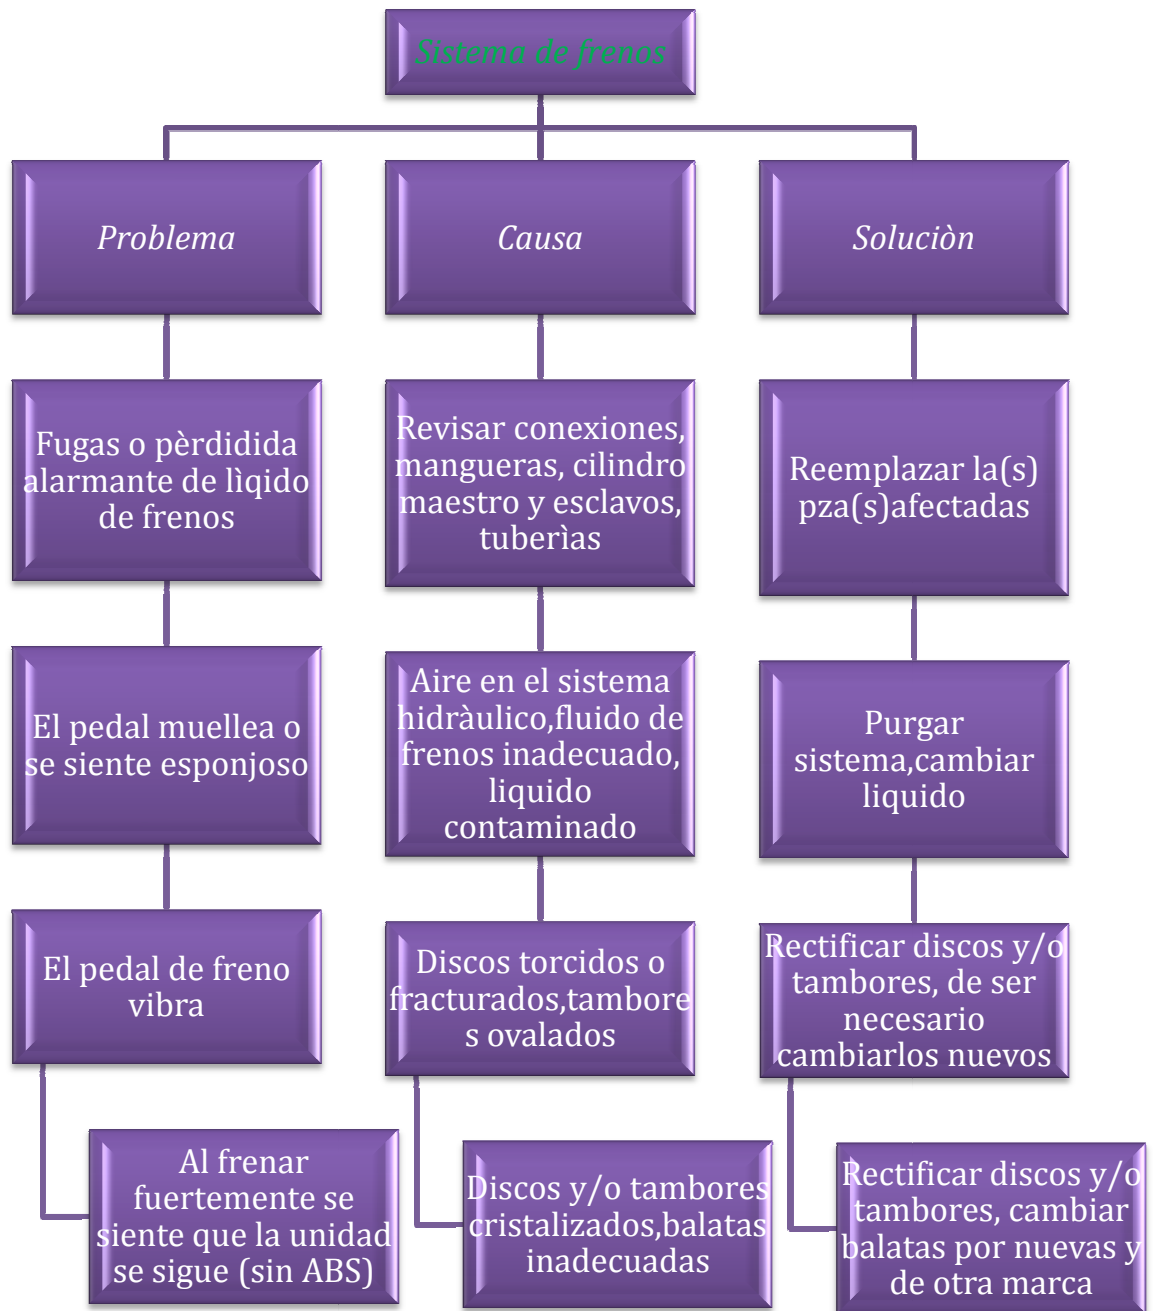 Sistema de frenos
Problema
Causa
Soluciòn
Fugas o pèrdidida
alarmante de lìqido
de frenos
Revisar conexiones,
mangueras, cilindro
maestro y esclavos,
tuberìas
Reemplazar la(s)
pza(s)afectadas
El pedal muellea o
se siente esponjoso
Aire en el sistema
hidràulico,fluido de
frenos inadecuado,
liquido
contaminado
Purgar
sistema,cambiar
liquido
El pedal de freno
vibra
Discos torcidos o
fracturados,tambore
s ovalados
Rectificar discos y/o
tambores, de ser
necesario
cambiarlos nuevos
Al frenar
fuertemente se
siente que la unidad
se sigue (sin ABS)
Discos y/o tambores
cristalizados,balatas
inadecuadas
Rectificar discos y/o
tambores, cambiar
balatas por nuevas y
de otra marca